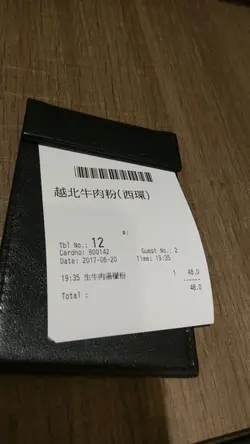 越北牛肉粉(西環)
Tbl No.: 12
Cardno: 800142 Guest No.: 2
Date: 2017-06-20 Time: 19:35
19:35 生牛肉湯檬粉 1 48.0
48.0
Total :